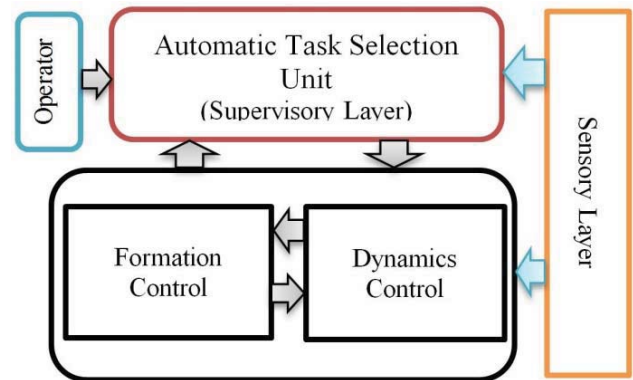 Operator
Automatic Task Selection
Unit
(Supervisory Layer)
Sensory Layer
Formation
Control
Dynamics
Control